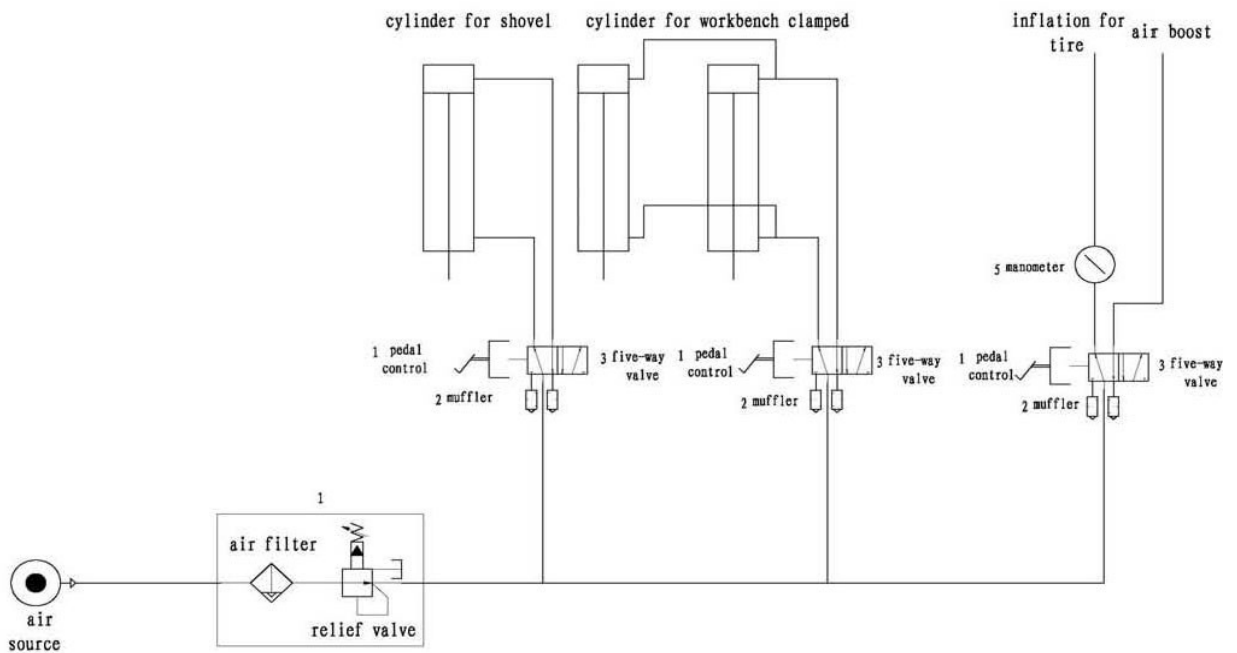 cylinder for shovel
cylinder for workbench clamped
inflation for
tire
air boost
5 manometer
1 pedal
control
3 five-way
valve
2 muffler
1 pedal
control
3 five-way
valve
2 muffler
1 pedal
control
3 five-way
valve
2 muffler
1
air filter
relief valve
air
source